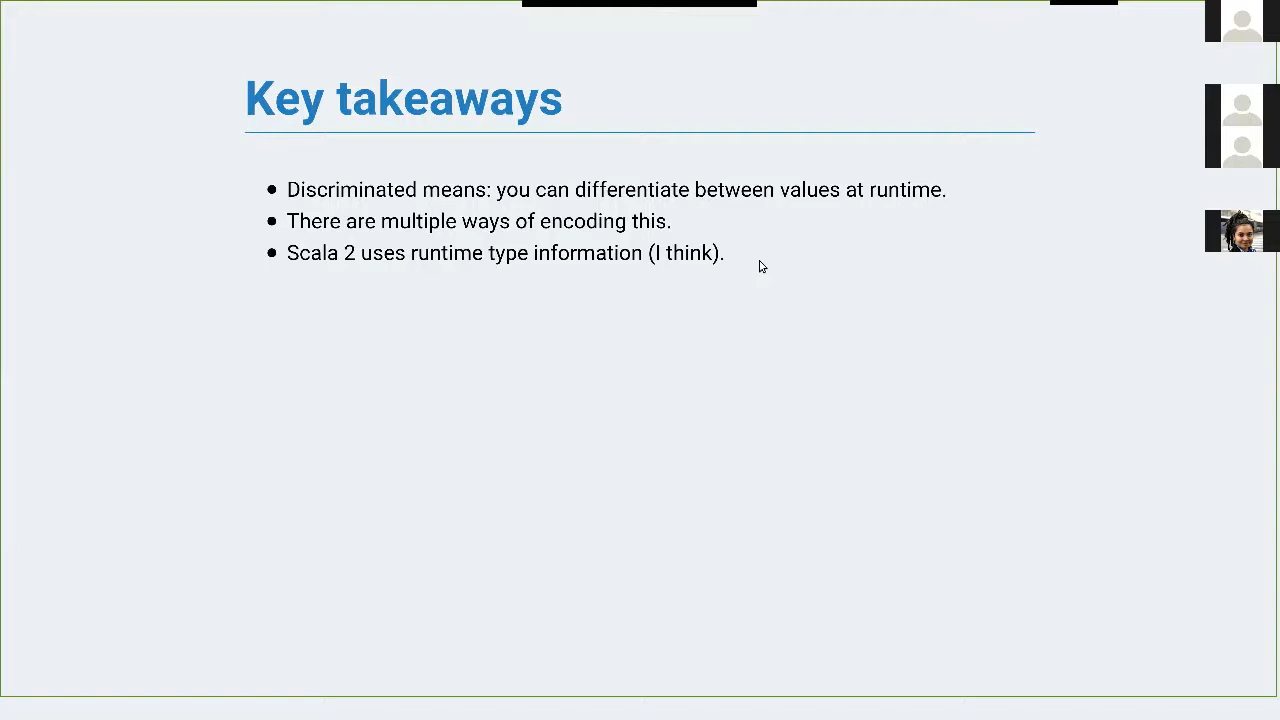 Key takeaways
Discriminated means: you can differentiate between values at runtime.
There are multiple ways of encoding this.
Scala 2 uses runtime type information (I think).